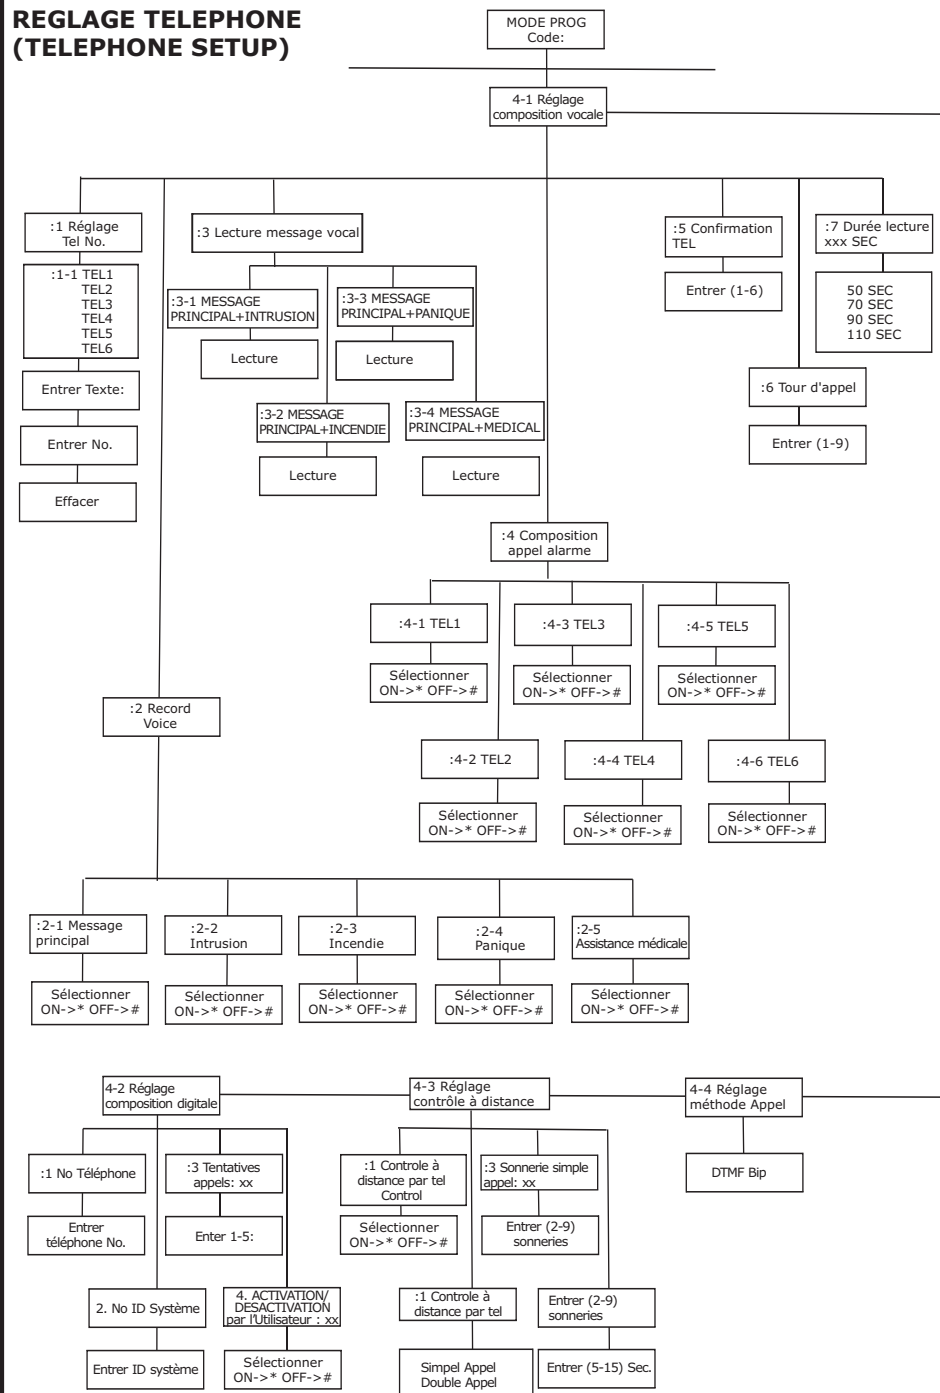 REGLAGE TELEPHONE
(TELEPHONE SETUP)
MODE PROG
Code:
4-1 Réglage
composition vocale
:1 Réglage
Tel No.
:1-1 TEL1
TEL2
TEL3
TEL4
TEL5
TEL6
Entrer Texte:
Entrer No.
Effacer
:3 Lecture message vocal
:3-1 MESSAGE
PRINCIPAL+INTRUSION
Lecture
:3-3 MESSAGE
PRINCIPAL+PANIQUE
Lecture
:3-2 MESSAGE
PRINCIPAL+INCENDIE
Lecture
:3-4 MESSAGE
PRINCIPAL+MEDICAL
Lecture
:5 Confirmation
TEL
Entrer (1-6)
:7 Durée lecture
xxx SEC
50 SEC
70 SEC
90 SEC
110 SEC
:6 Tour d'appel
Entrer (1-9)
:4 Composition
appel alarme
:4-1 TEL1
Sélectionner
ON->* OFF->#
:4-3 TEL3
Sélectionner
ON->* OFF->#
:4-5 TEL5
Sélectionner
ON->* OFF->#
:4-2 TEL2
Sélectionner
ON->* OFF->#
:4-4 TEL4
Sélectionner
ON->* OFF->#
:4-6 TEL6
Sélectionner
ON->* OFF->#
:2 Record
Voice
:2-1 Message
principal
Sélectionner
ON->* OFF->#
:2-2
Intrusion
Sélectionner
ON->* OFF->#
:2-3
Incendie
Sélectionner
ON->* OFF->#
:2-4
Panique
Sélectionner
ON->* OFF->#
:2-5
Assistance médicale
Sélectionner
ON->* OFF->#
4-2 Réglage
composition digitale
:1 No Téléphone
Entrer
téléphone No.
:3 Tentatives
appels: xx
Enter 1-5:
2. No ID Système
Entrer ID système
4. ACTIVATION/
DESACTIVATION
par l'Utilisateur : xx
Sélectionner
ON->* OFF->#
4-3 Réglage
contrôle à distance
:1 Controle à
distance par tel
Control
Sélectionner
ON->* OFF->#
:3 Sonnerie simple
appel: xx
Entrer (2-9)
sonneries
:1 Controle à
distance par tel
Simpel Appel
Double Appel
Entrer (2-9)
sonneries
Entrer (5-15) Sec.
4-4 Réglage
méthode Appel
DTMF Bip